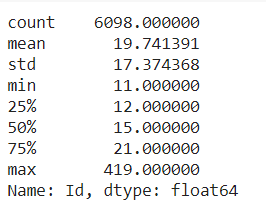 count    6098.000000
mean       19.741391
std        17.374368
min        11.000000
25%        12.000000
50%        15.000000
75%        21.000000
max       419.000000
Name: Id, dtype: float64